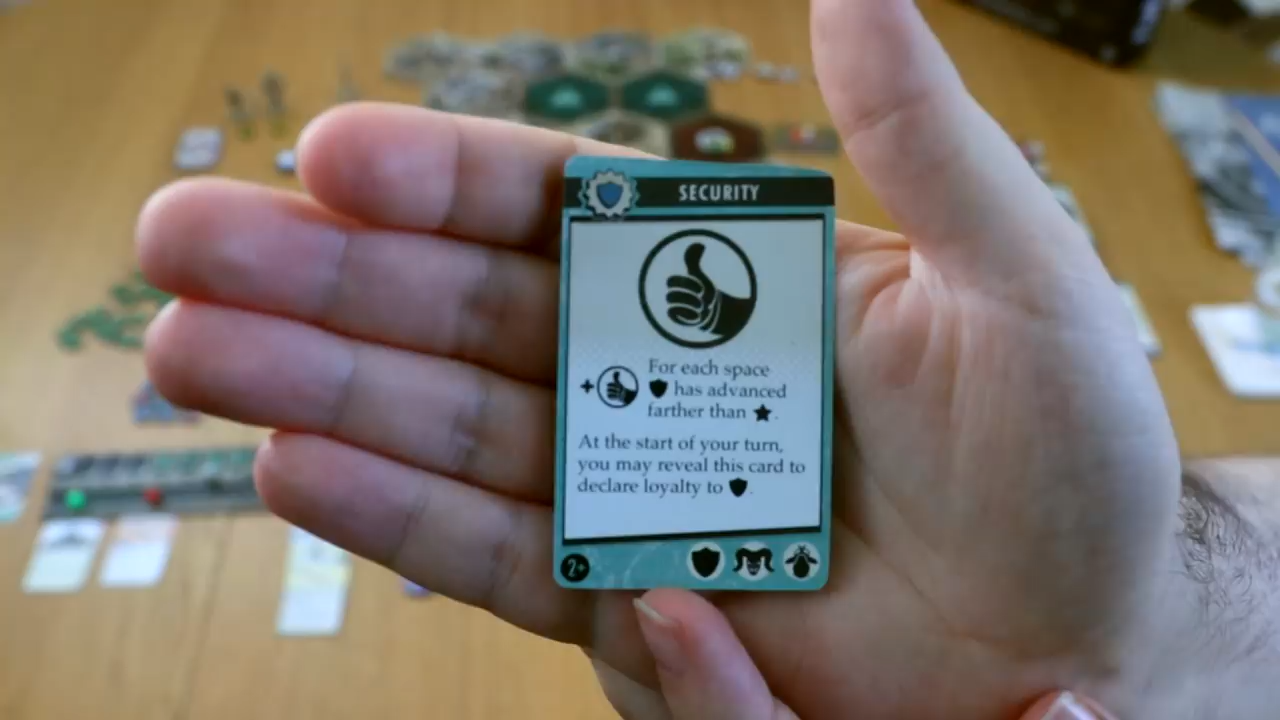 SECURITY
+ For each space
has advanced
farther than .
At the start of your turn,
you may reveal this card to
declare loyalty to .
2+